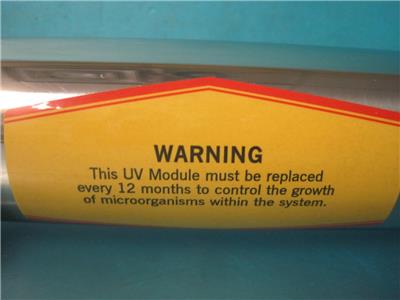 WARNING
This UV Module must be replaced
every 12 months to control the growth
of microorganisms within the system.